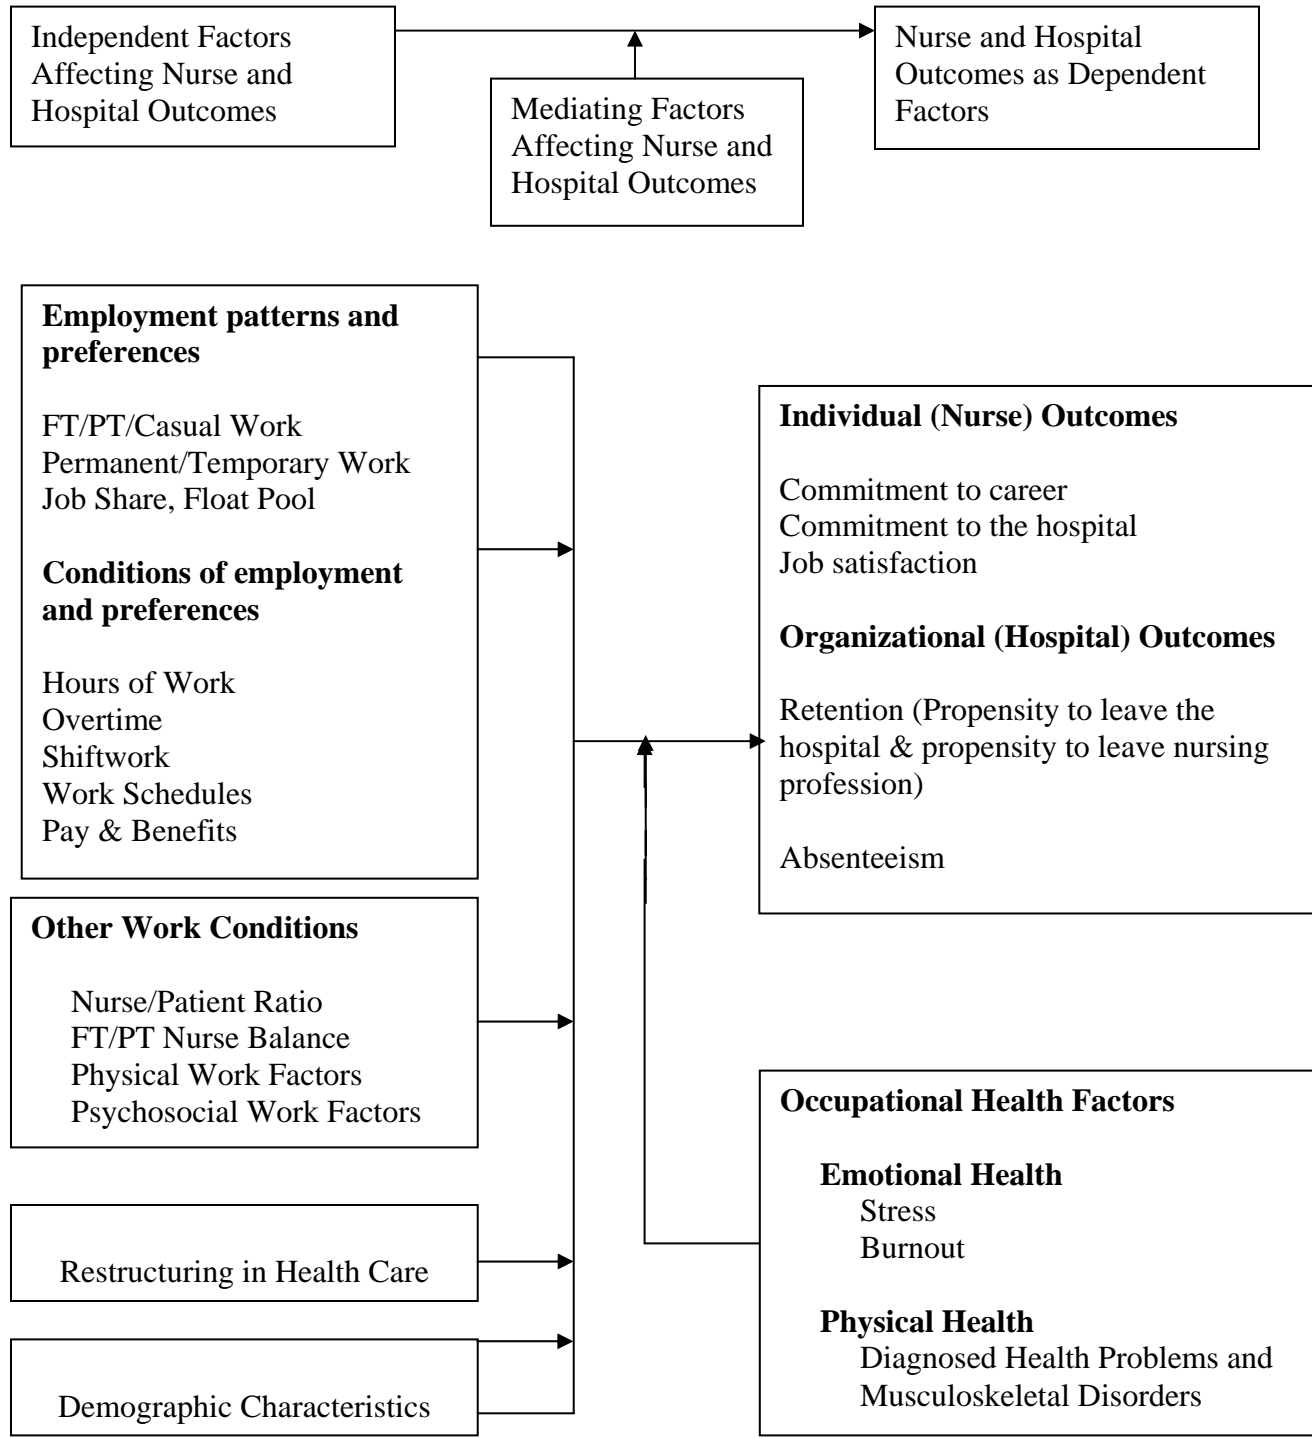 Independent Factors
Affecting Nurse and
Hospital Outcomes
Mediating Factors
Affecting Nurse and
Hospital Outcomes
Nurse and Hospital
Outcomes as Dependent
Factors
Employment patterns and
preferences
FT/PT/Casual Work
Permanent/Temporary Work
Job Share, Float Pool
Conditions of employment
and preferences
Hours of Work
Overtime
Shiftwork
Work Schedules
Pay & Benefits
Other Work Conditions
Nurse/Patient Ratio
FT/PT Nurse Balance
Physical Work Factors
Psychosocial Work Factors
Restructuring in Health Care
Demographic Characteristics
Individual (Nurse) Outcomes
Commitment to career
Commitment to the hospital
Job satisfaction
Organizational (Hospital) Outcomes
Retention (Propensity to leave the
hospital & propensity to leave nursing
profession)
Absenteeism
Occupational Health Factors
Emotional Health
Stress
Burnout
Physical Health
Diagnosed Health Problems and
Musculoskeletal Disorders